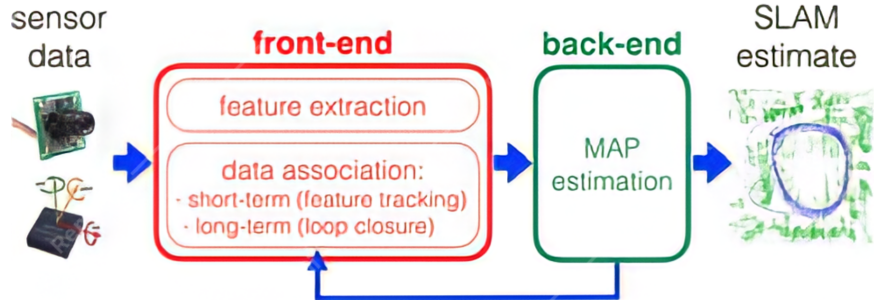 sensor
data
front-end
back-end
SLAM
estimate
feature extraction
data association:
· short-term (feature tracking)
· long-term (loop closure)
MAP
estimation